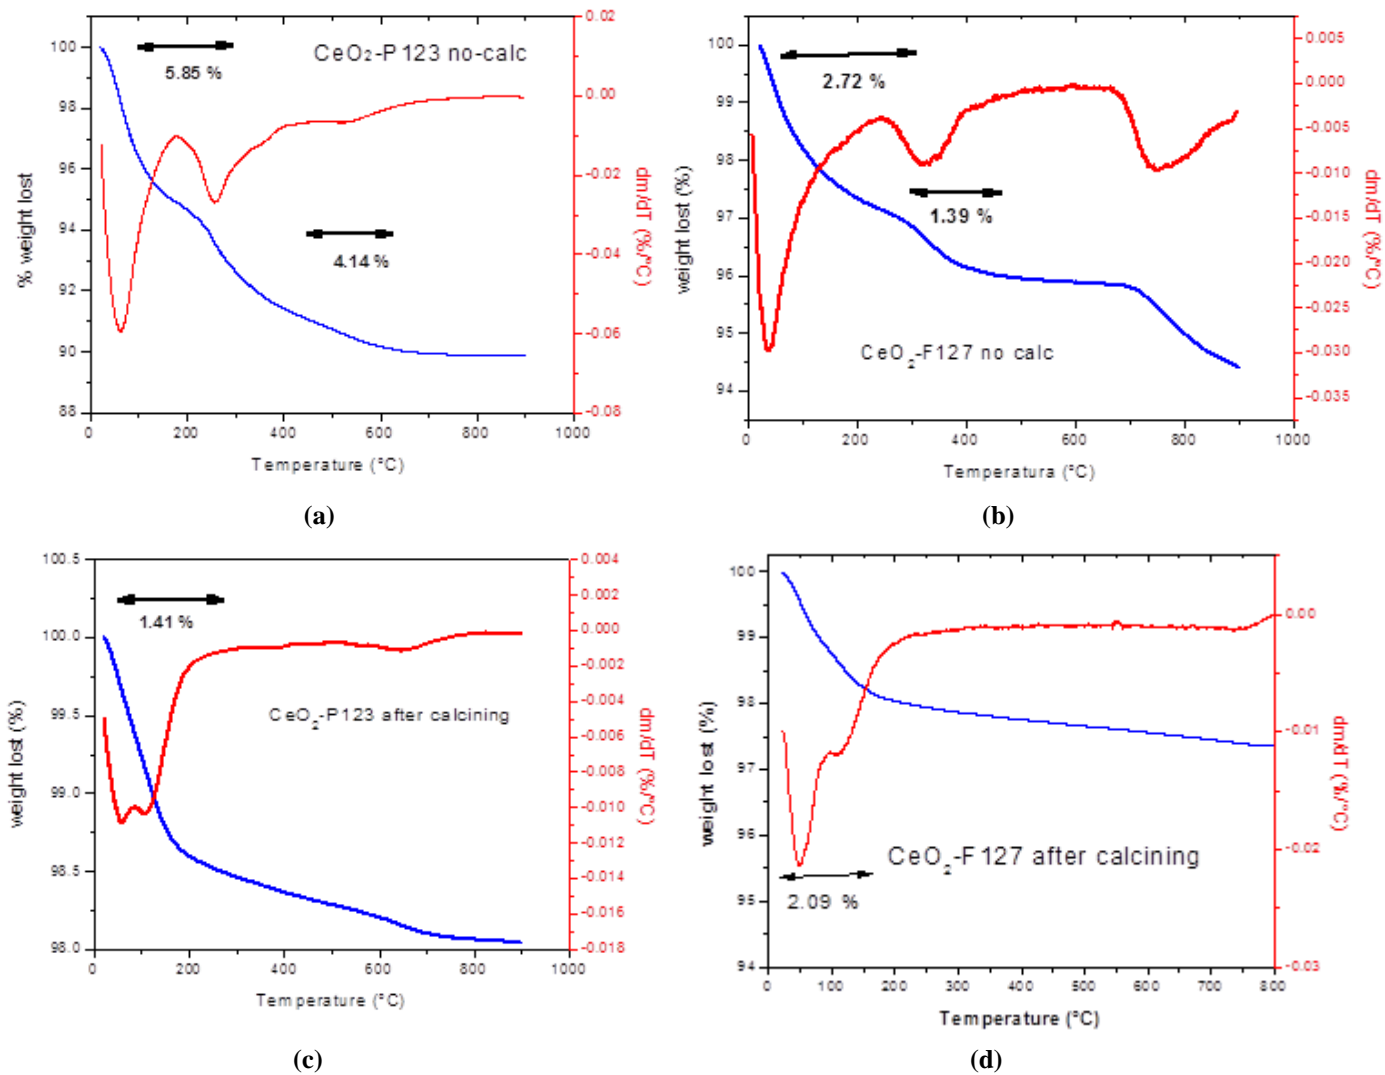 CeO2-P123 no-calc
5.85 %
4.14 %
% weight lost
100
98
96
94
92
90
88
0.02
0.00
-0.02
-0.04
-0.06
-0.08
dm/dT (%/°C)
0 200 400 600 800 1000
Temperature (°C)
(a)
2.72 %
1.39 %
CeO2-F127 no calc
weight lost (%)
100
99
98
97
96
95
94
0.005
0.000
-0.005
-0.010
-0.015
-0.020
-0.025
-0.030
-0.035
dm/dT (%/°C)
0 200 400 600 800 1000
Temperatura (°C)
(b)
1.41 %
CeO2-P123 after calcining
weight lost (%)
100.5
100.0
99.5
99.0
98.5
98.0
0.004
0.002
0.000
-0.002
-0.004
-0.006
-0.008
-0.010
-0.012
-0.014
-0.016
-0.018
dm/dT (%/°C)
0 200 400 600 800 1000
Temperature (°C)
(c)
CeO2-F127 after calcining
2.09 %
weight lost (%)
100
99
98
97
96
95
94
0.00
-0.01
-0.02
-0.03
dm/dT (%/°C)
0 100 200 300 400 500 600 700 800
Temperature (°C)
(d)